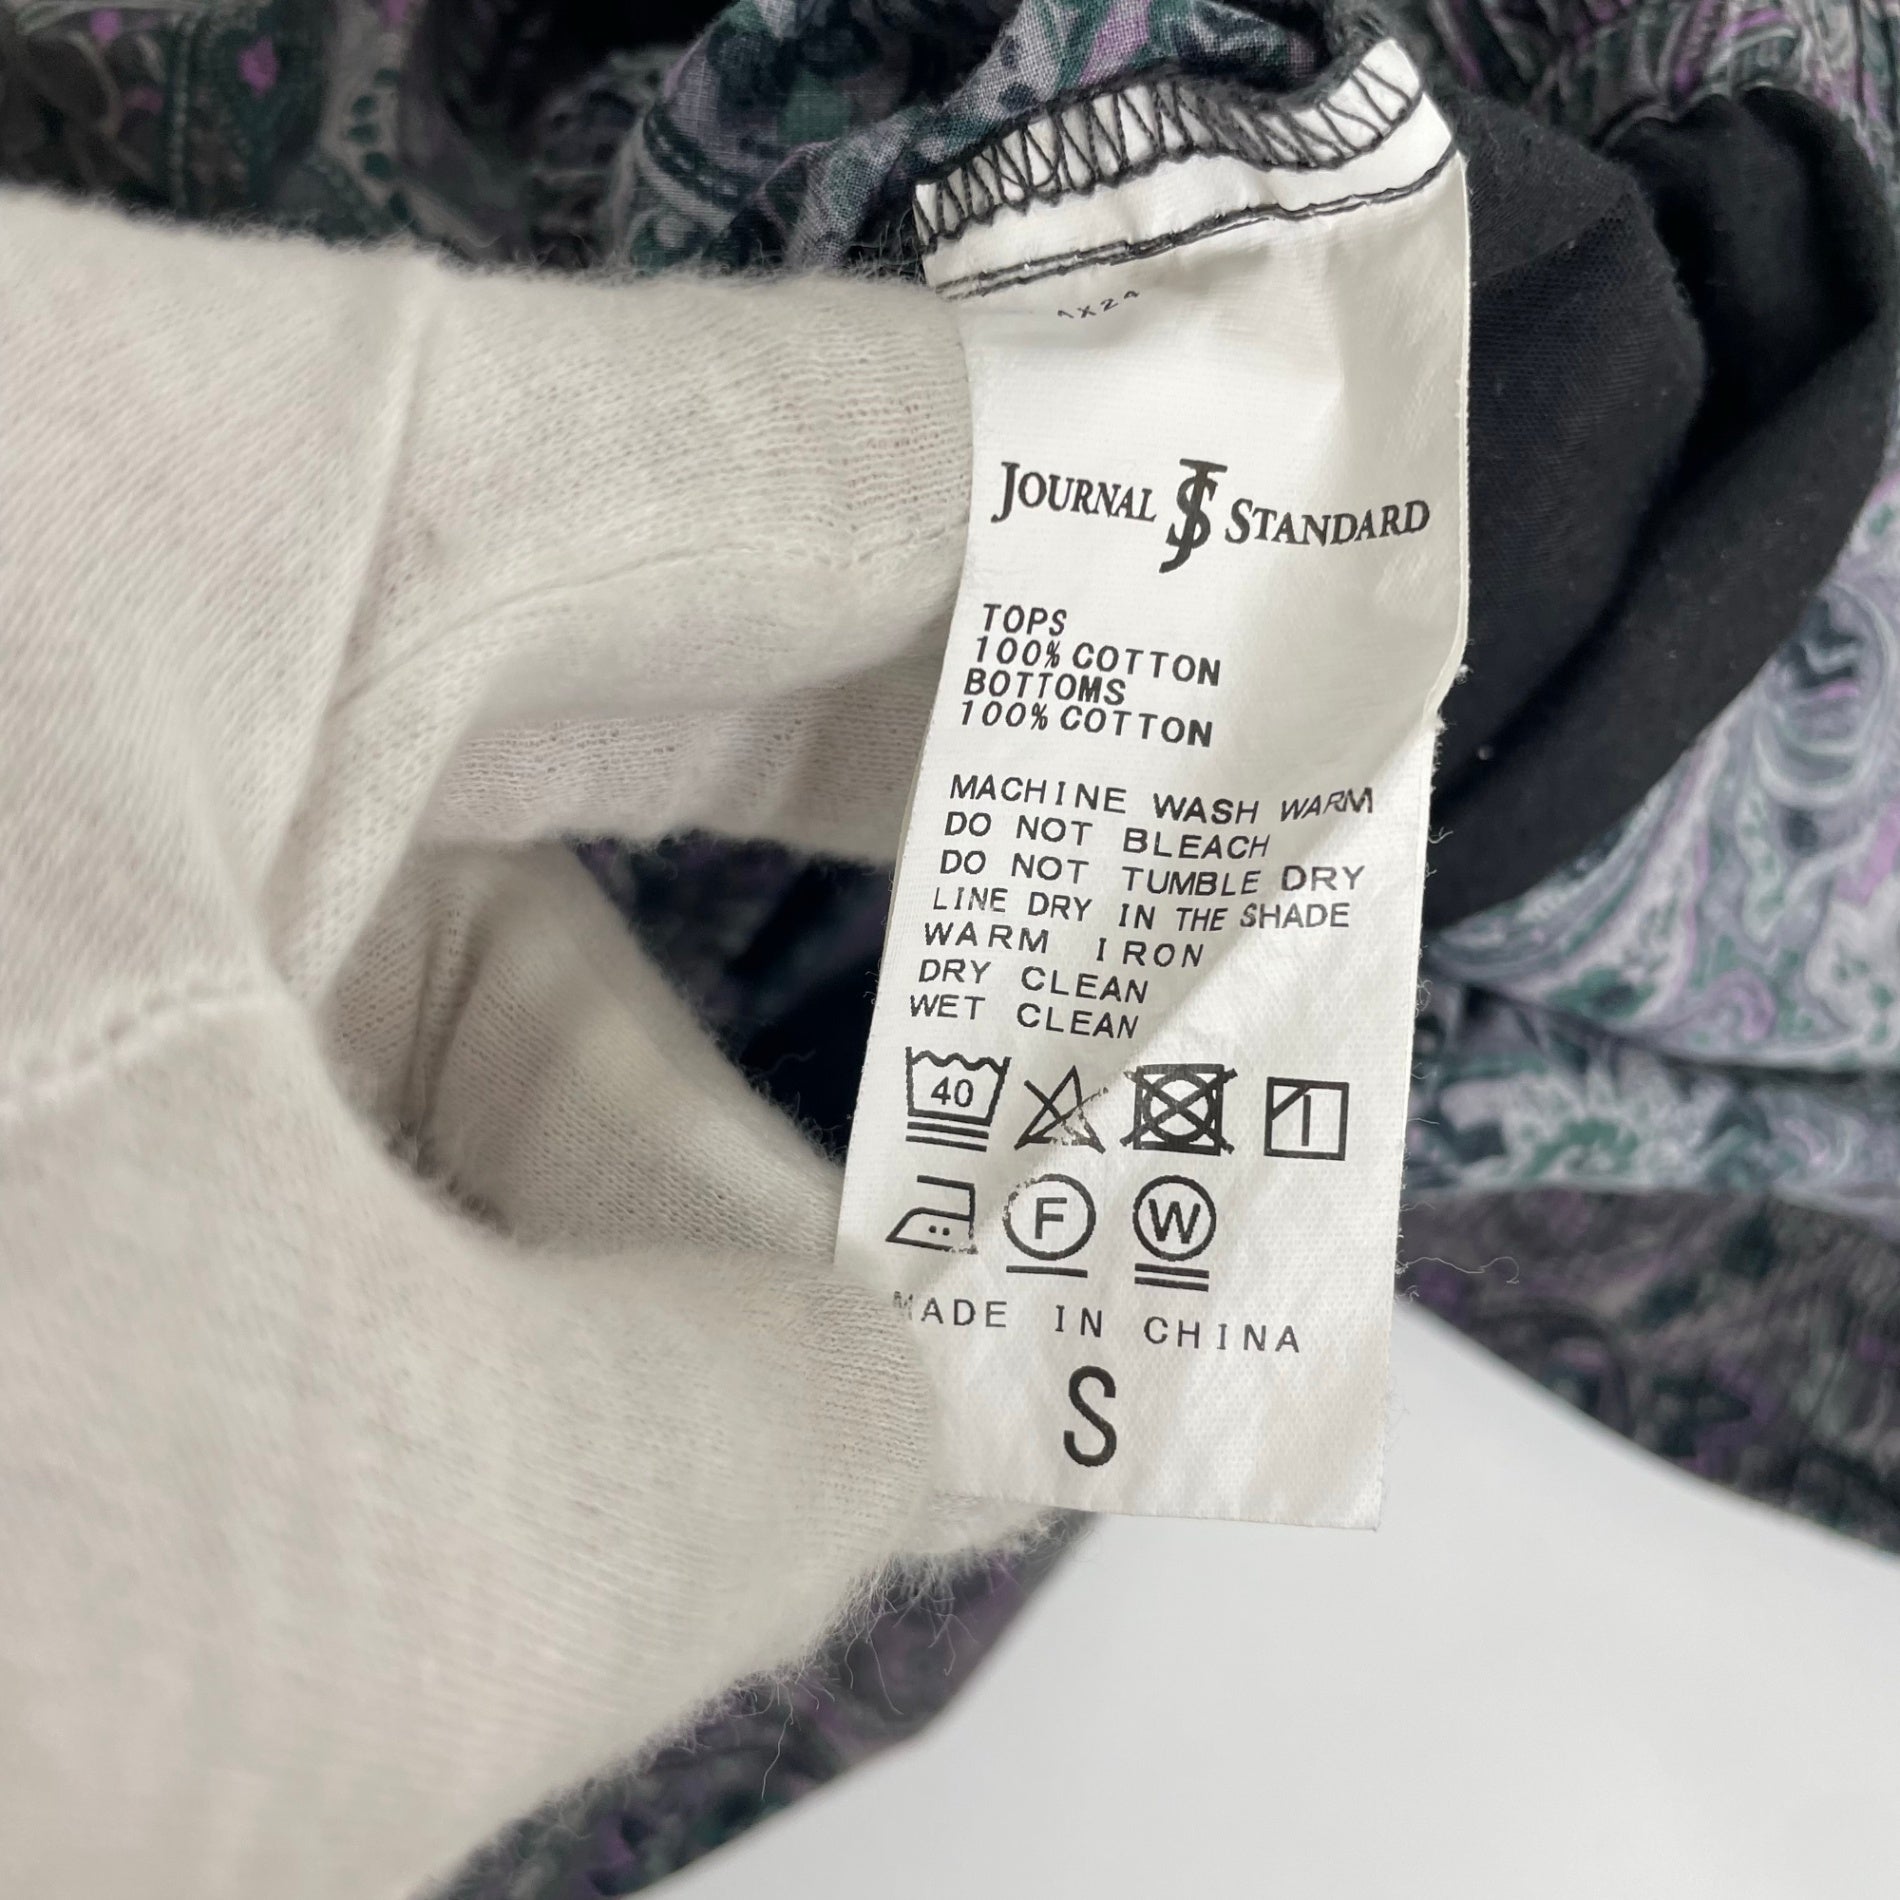 JOURNAL JS STANDARD
TOPS
100% COTTON
BOTTOMS
100% COTTON
MACHINE WASH WARM
DO NOT BLEACH
DO NOT TUMBLE DRY
LINE DRY IN THE SHADE
WARM IRON
DRY CLEAN
WET CLEAN
40
F W
MADE IN CHINA
S